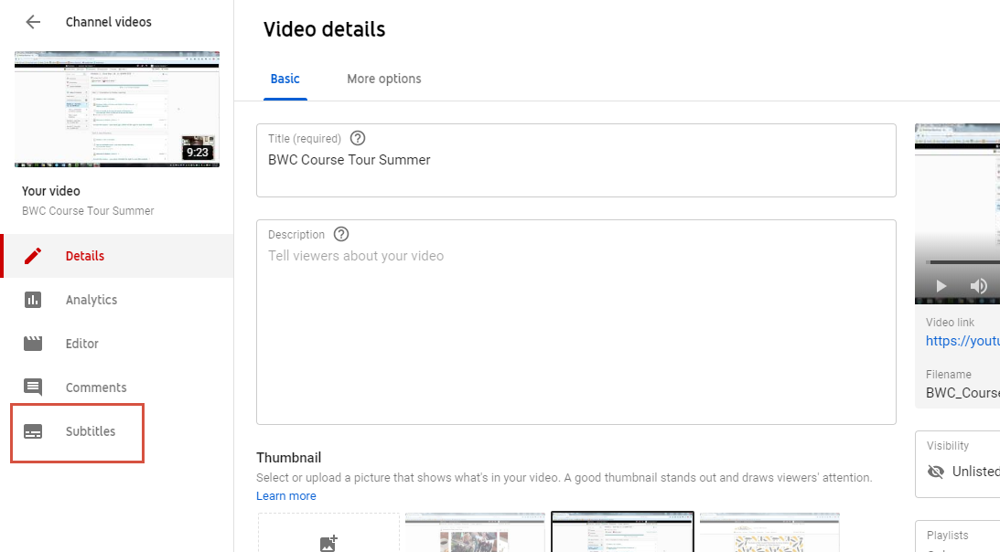 Channel videos
9:23
Your video
BWC Course Tour Summer
Details
Analytics
Editor
Comments
Subtitles
Video details
Basic
More options
Title (required)
BWC Course Tour Summer
Description
Tell viewers about your video
Thumbnail
Select or upload a picture that shows what's in your video. A good thumbnail stands out and draws viewers' attention.
Learn more
Video link
https://youtu
Filename
BWC_Course
Visibility
Unlisted
Playlists